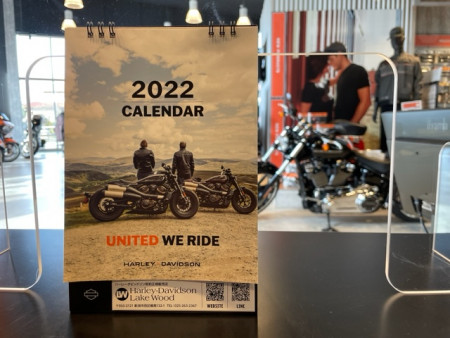 2022
CALENDAR
UNITED WE RIDE
HARLEY-DAVIDSON
Harley-Davidson
Lake Wood
WEBSITE
LINE